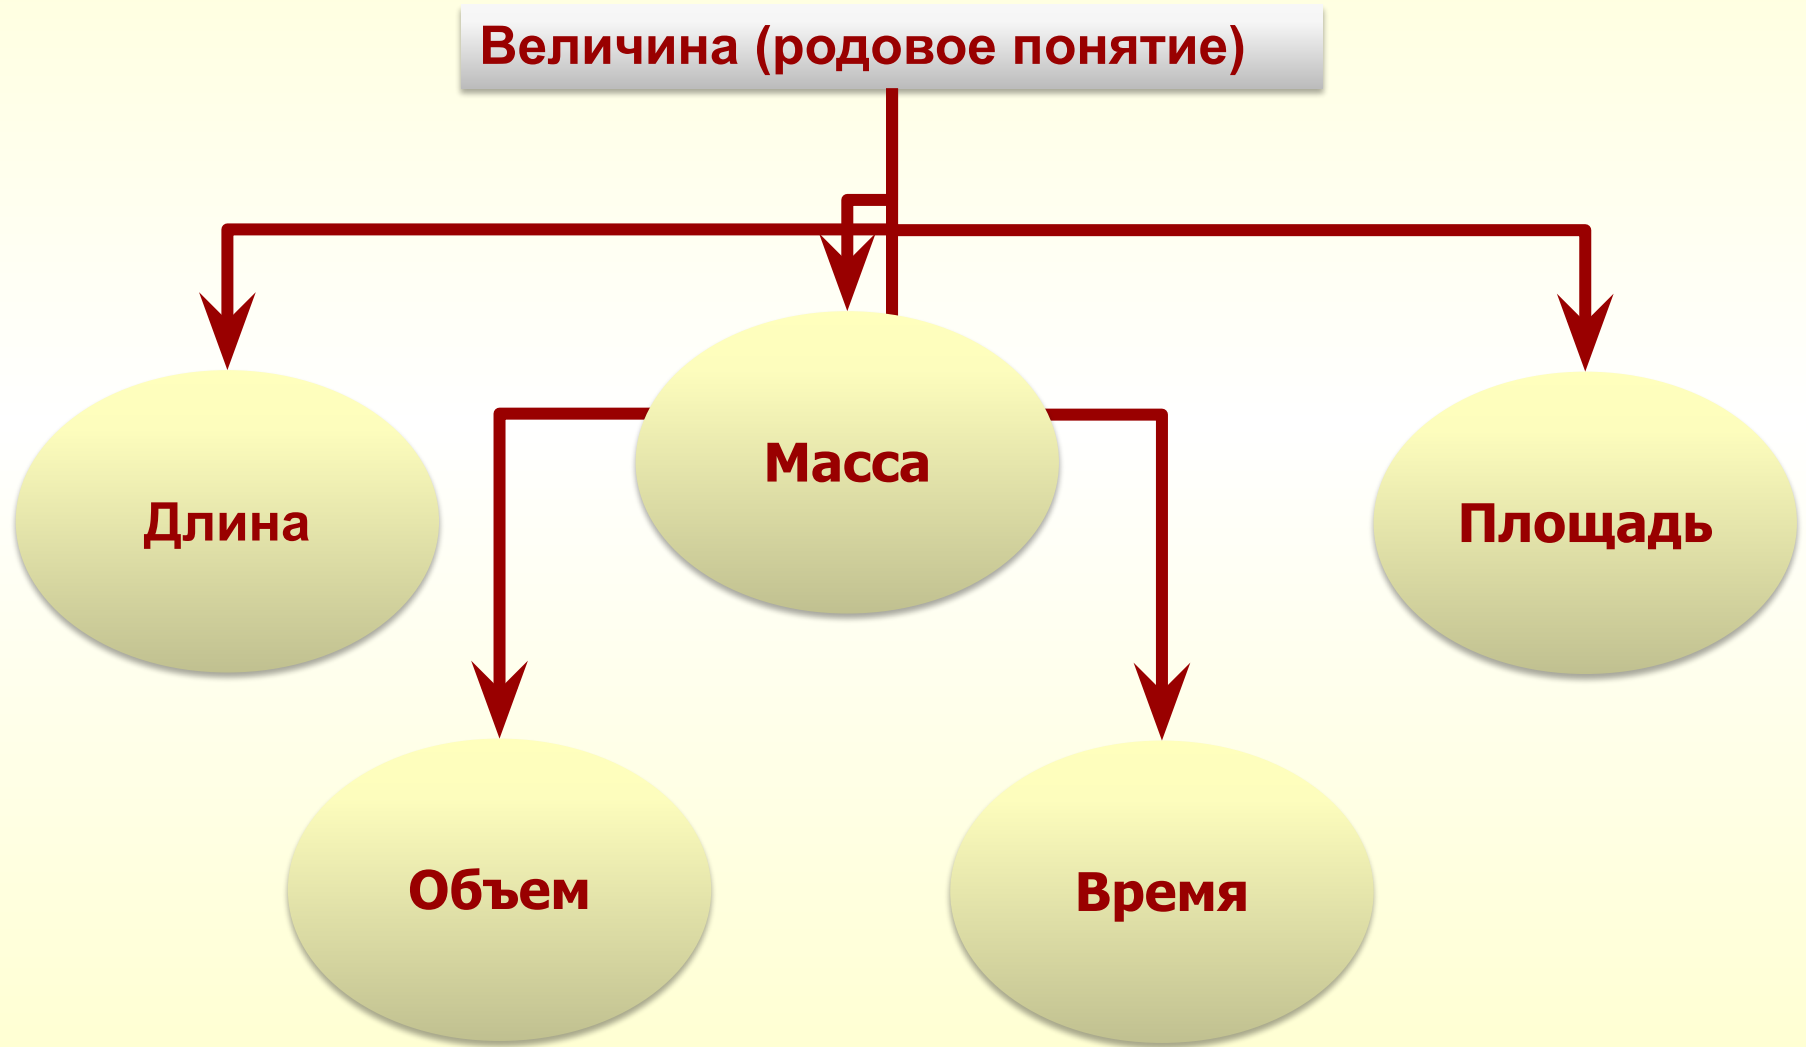 Величина (родовое понятие)
Длина
Масса
Площадь
Объем
Время